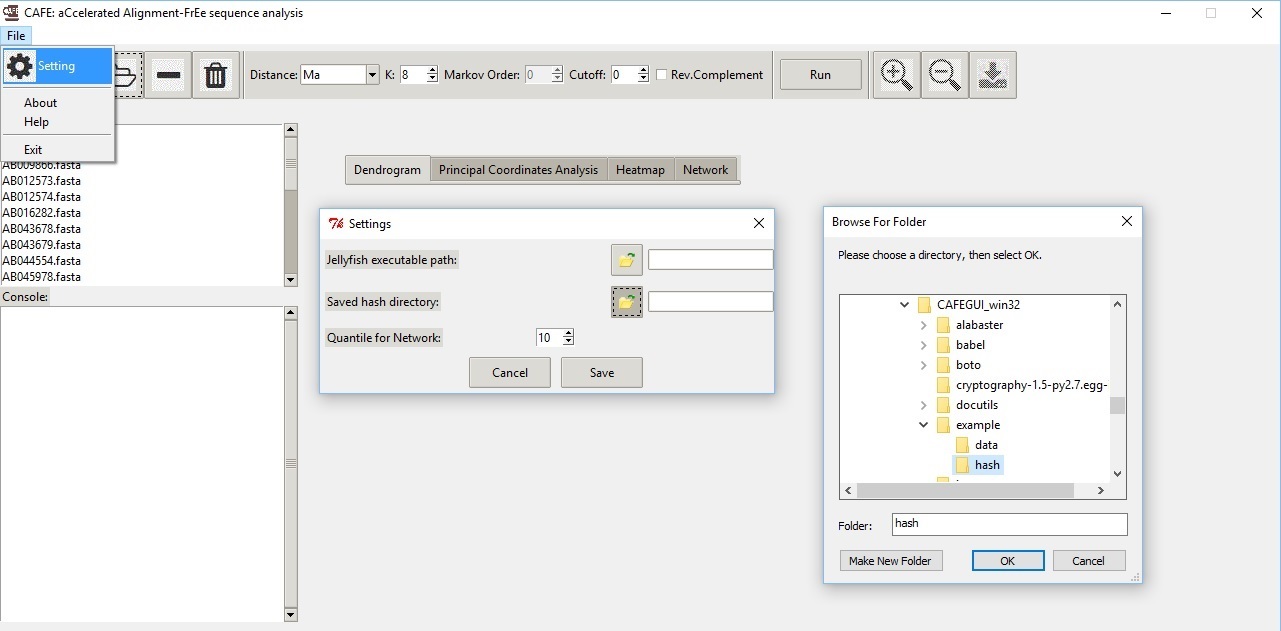 CAFE: aCcelerated Alignment-FrEe sequence analysis
File
Setting
About
Help
Exit
Distance: Ma K: 8 Markov Order: 0 Cutoff: 0 Rev.Complement Run
AB009866.fasta
AB012573.fasta
AB012574.fasta
AB016282.fasta
AB043678.fasta
AB043679.fasta
AB044554.fasta
AB045978.fasta
Console:
Dendrogram Principal Coordinates Analysis Heatmap Network
Settings
Jellyfish executable path:
Saved hash directory:
Quantile for Network: 10
Cancel Save
Browse For Folder
Please choose a directory, then select OK.
CAFEGUI_win32
alabaster
babel
boto
cryptography-1.5-py2.7.egg-
docutils
example
data
hash
Folder: hash
Make New Folder OK Cancel